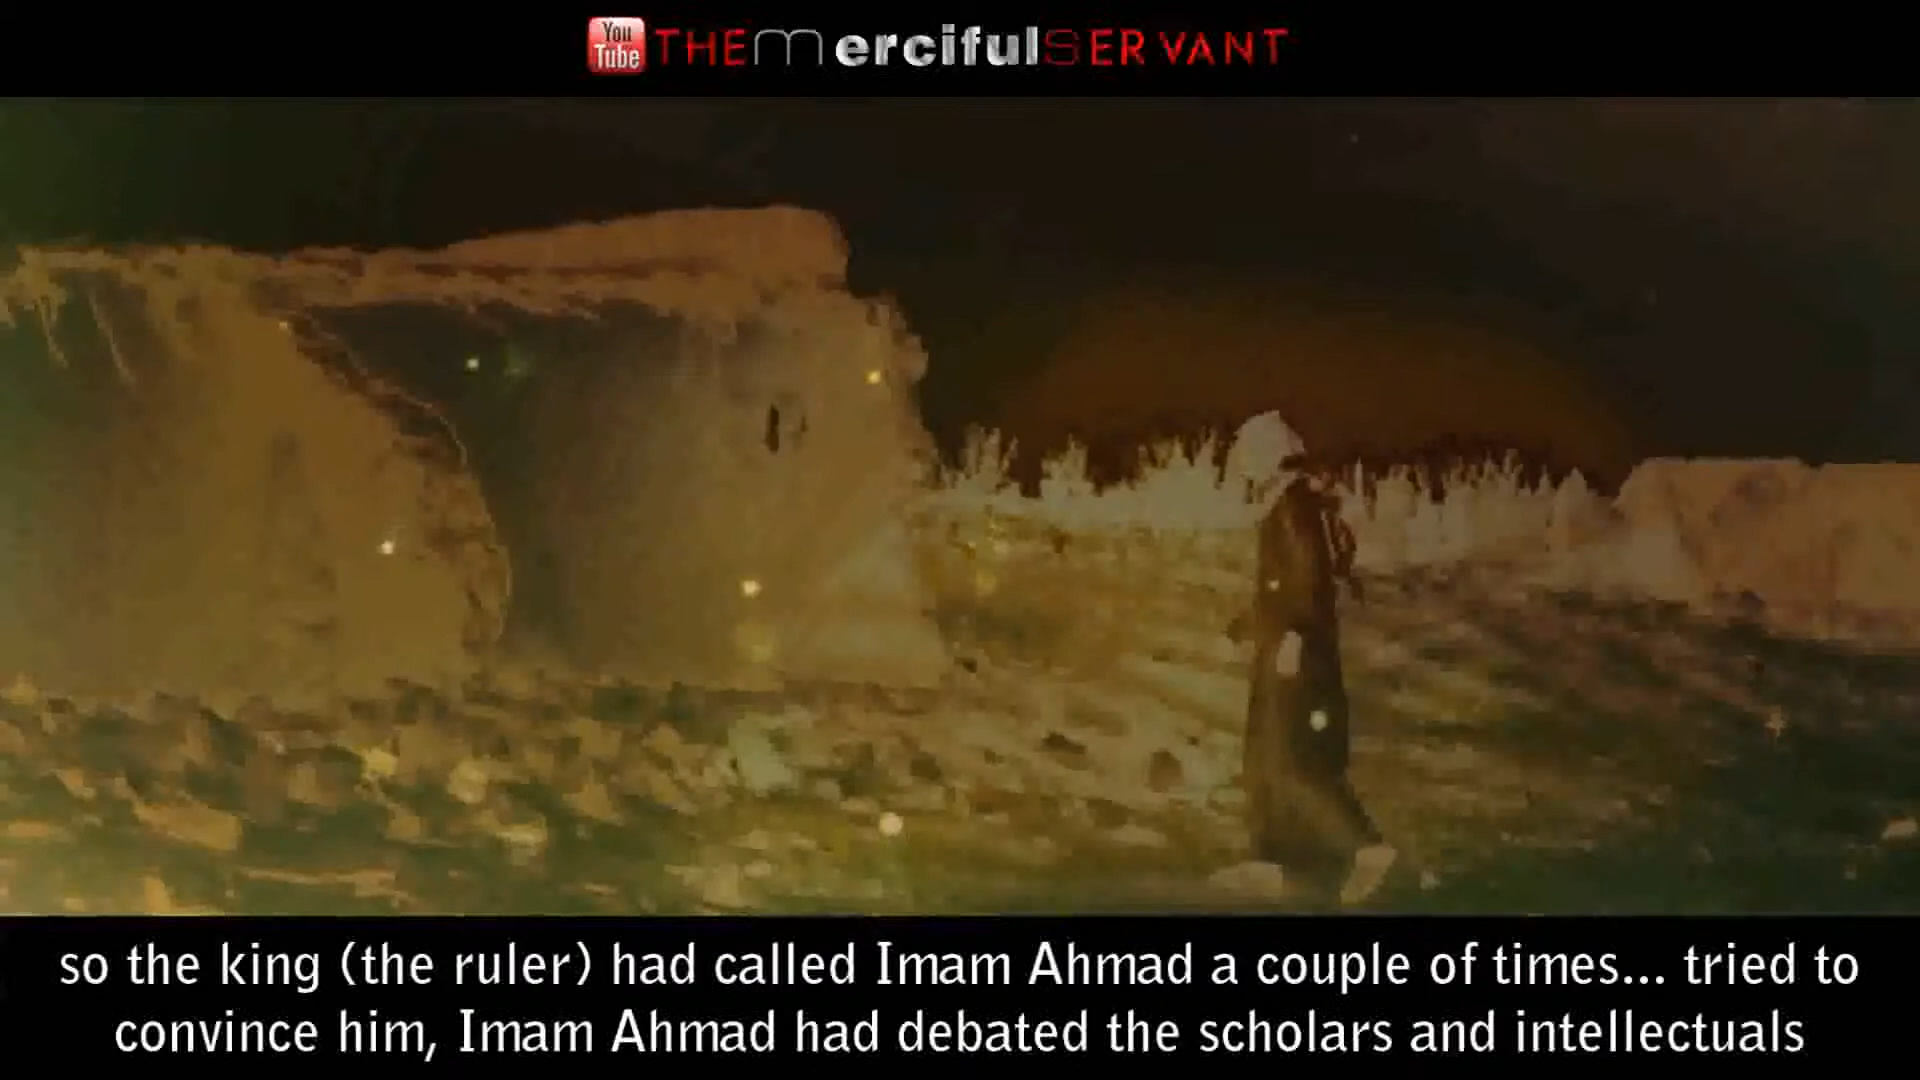 You Tube THEmercifulSERVANT
so the king (the ruler) had called Imam Ahmad a couple of times... tried to
convince him, Imam Ahmad had debated the scholars and intellectuals